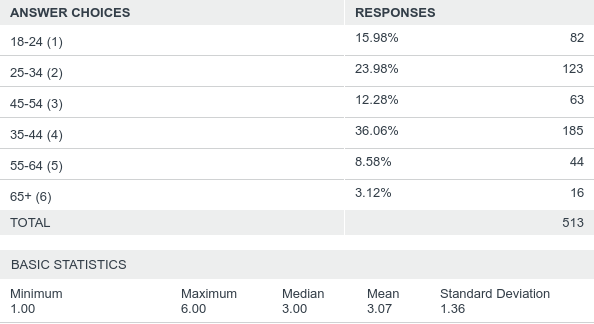 ANSWER CHOICES RESPONSES
18-24 (1) 15.98% 82
25-34 (2) 23.98% 123
45-54 (3) 12.28% 63
35-44 (4) 36.06% 185
55-64 (5) 8.58% 44
65+ (6) 3.12% 16
TOTAL 513
BASIC STATISTICS
Minimum Maximum Median Mean Standard Deviation
1.00 6.00 3.00 3.07 1.36